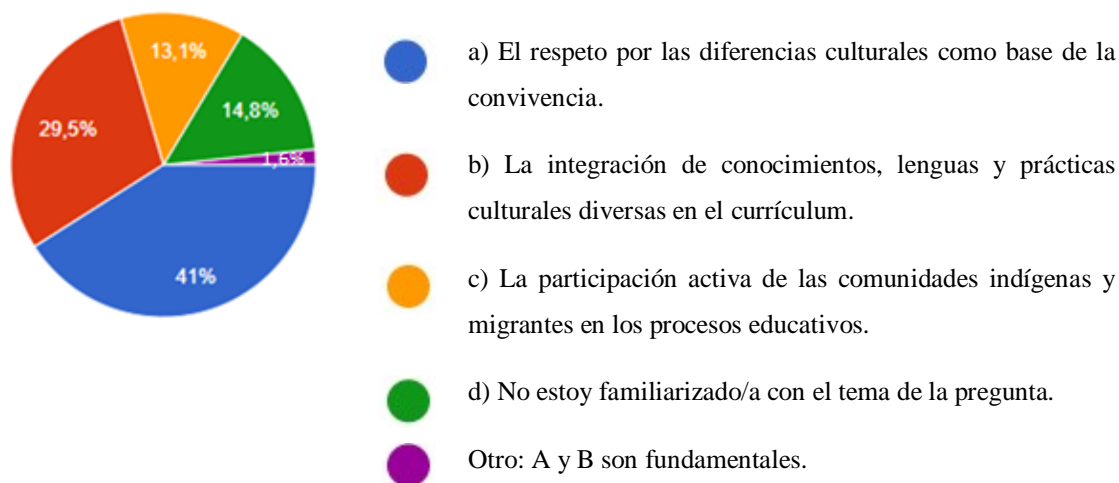 13,1%
14,8%
29,5%
1,6%
41%
a) El respeto por las diferencias culturales como base de la
convivencia.
b) La integración de conocimientos, lenguas y prácticas
culturales diversas en el currículum.
c) La participación activa de las comunidades indígenas y
migrantes en los procesos educativos.
d) No estoy familiarizado/a con el tema de la pregunta.
Otro: A y B son fundamentales.